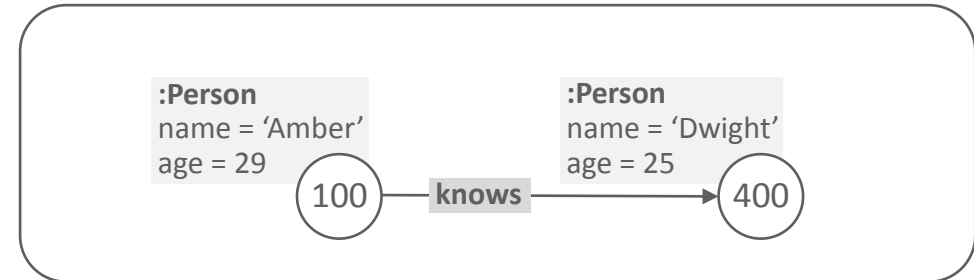 :Person
name = ‘Amber’
age = 29
:Person
name = ‘Dwight’
age = 25
100
knows
400